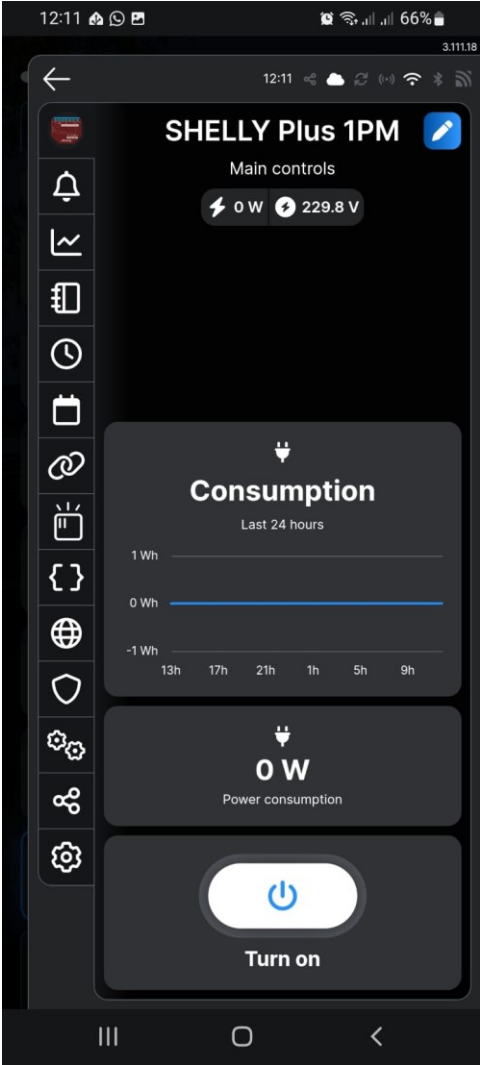 12:11 66%
3.111.18
12:11
SHELLY Plus 1PM
Main controls
0 W 229.8 V
Consumption
Last 24 hours
1 Wh
0 Wh
-1 Wh
13h 17h 21h 1h 5h 9h
0 W
Power consumption
Turn on